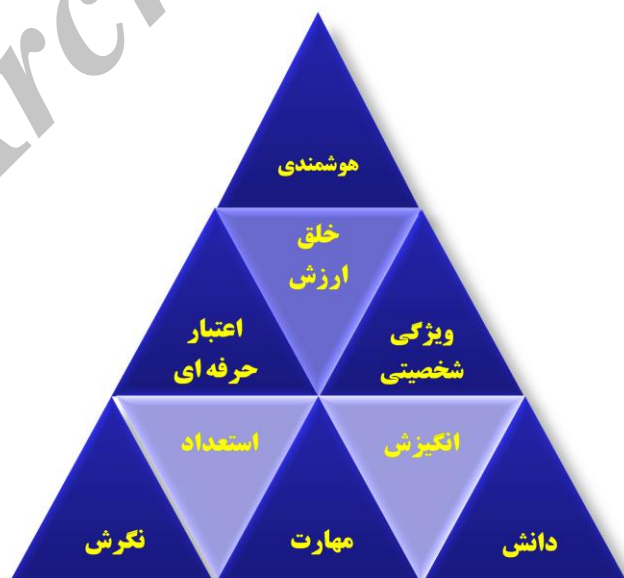 هوشمندی
خلق
ارزش
ویژگی
شخصیتی
اعتبار
حرفه ای
انگیزش
استعداد
دانش
مهارت
نگرش